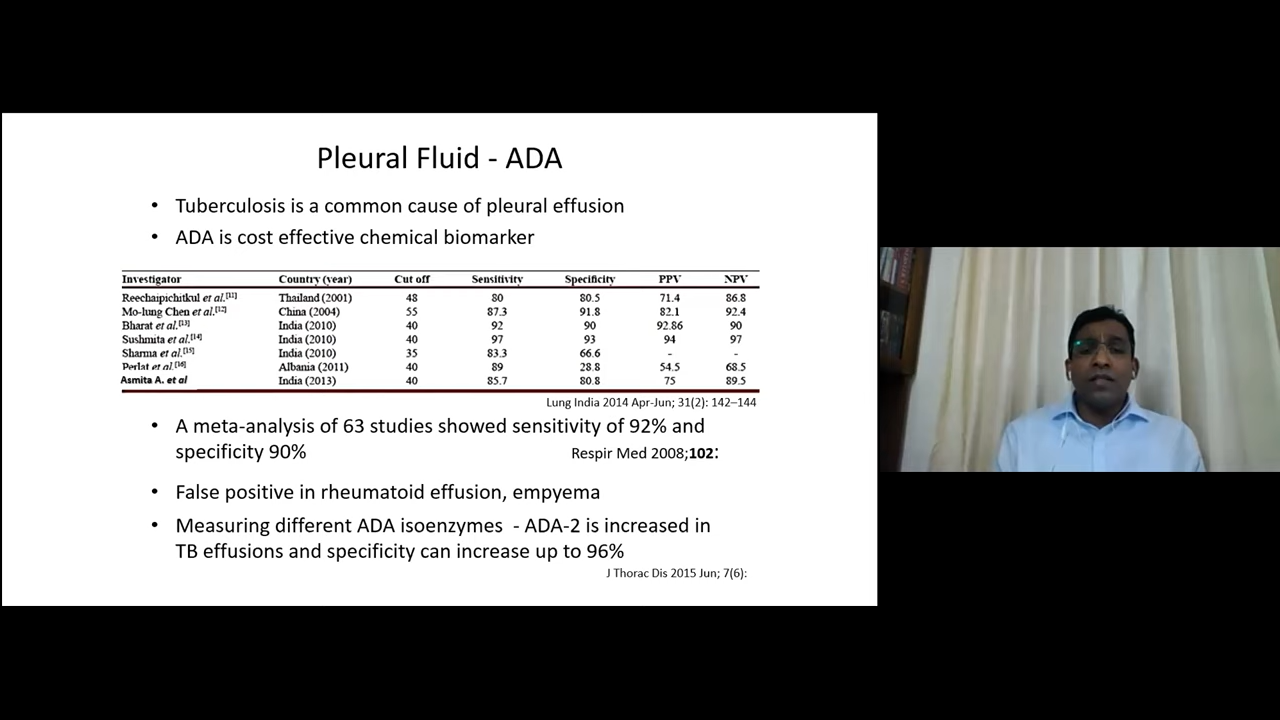 Pleural Fluid - ADA
• Tuberculosis is a common cause of pleural effusion
• ADA is cost effective chemical biomarker
Investigator Country (year) Cut off Sensitivity Specificity PPV NPV
Reechaipichitkul et al.[11] Thailand (2001) 48 80 80.5 71.4 86.8
Mo-lung Chen et al.[12] China (2004) 55 87.3 91.8 82.1 92.4
Bharat et al.[13] India (2010) 40 92 90 92.86 90
Sushmita et al.[14] India (2010) 40 97 93 94 97
Sharma et al.[15] India (2010) 35 83.3 66.6 - -
Perlat et al.[16] Albania (2011) 40 89 28.8 54.5 68.5
Asmita A. et al India (2013) 40 85.7 80.8 75 89.5
Lung India 2014 Apr-Jun; 31(2): 142–144
• A meta-analysis of 63 studies showed sensitivity of 92% and
specificity 90% Respir Med 2008;102:
• False positive in rheumatoid effusion, empyema
• Measuring different ADA isoenzymes - ADA-2 is increased in
TB effusions and specificity can increase up to 96%
J Thorac Dis 2015 Jun; 7(6):